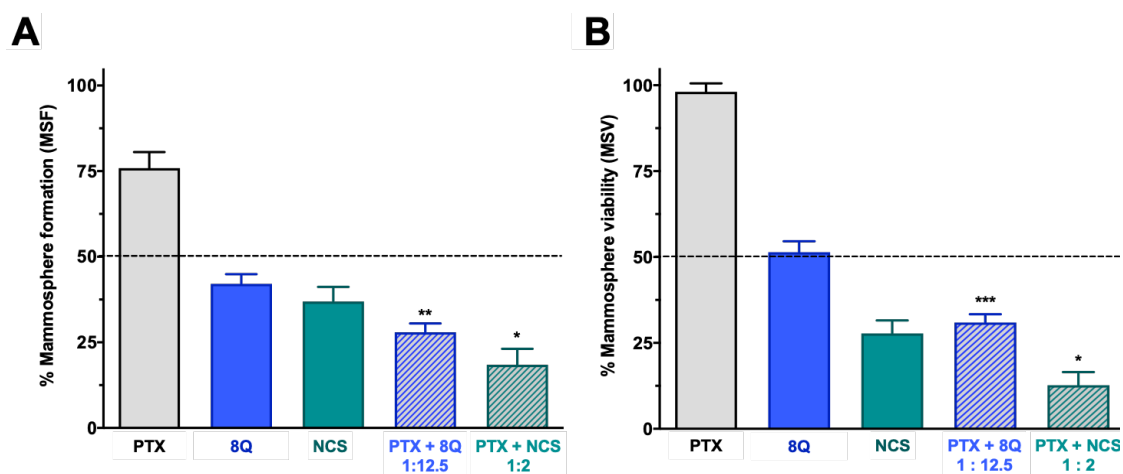 A
% Mammosphere formation (MSF)
100
75
50
25
0
**
*
PTX
8Q
NCS
PTX + 8Q
1:12.5
PTX + NCS
1:2
B
% Mammosphere viability (MSV)
100
75
50
25
0
***
*
PTX
8Q
NCS
PTX + 8Q
1 : 12.5
PTX + NCS
1 : 2